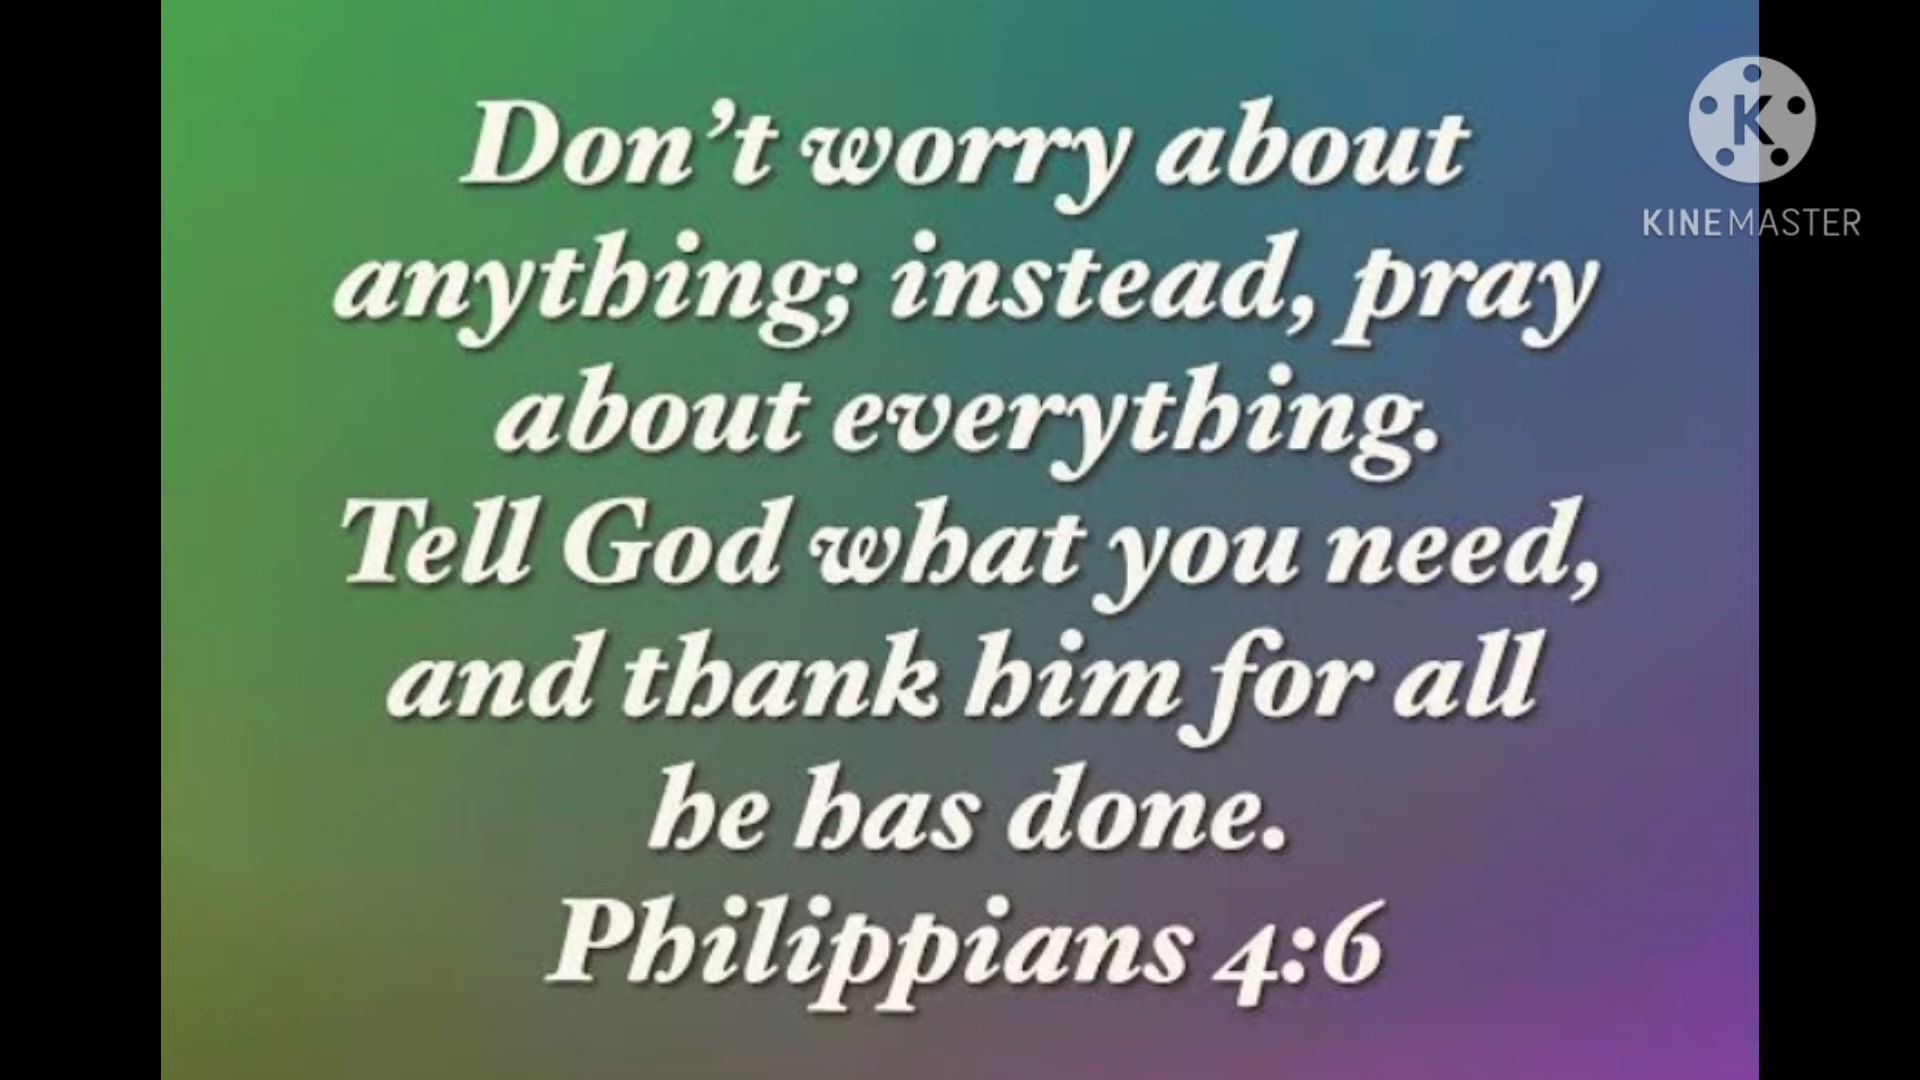 Don't worry about
anything; instead, pray
about everything.
Tell God what you need,
and thank him for all
he has done.
Philippians 4:6
K
KINEMASTER